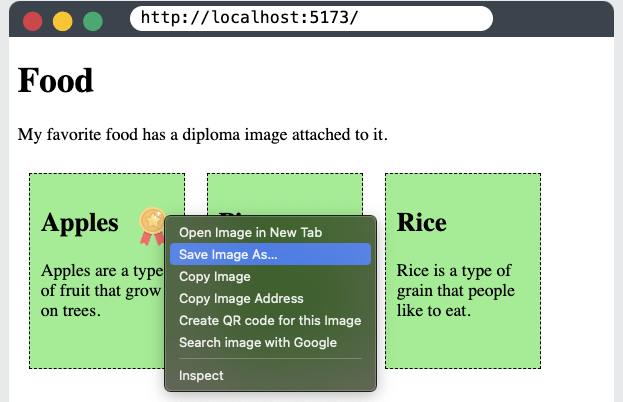 http://localhost:5173/
Food
My favorite food has a diploma image attached to it.
Apples
Apples are a type
of fruit that grow
on trees.
Open Image in New Tab
Save Image As...
Copy Image
Copy Image Address
Create QR code for this Image
Search image with Google
Inspect
Rice
Rice is a type of
grain that people
like to eat.